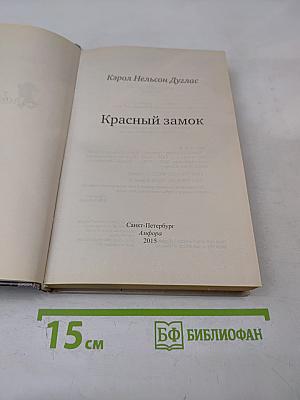 Кэрол Нельсон Дуглас
Красный замок
Санкт-Петербург
Амфора
2015
15 см
БФ БИБЛИОФАН